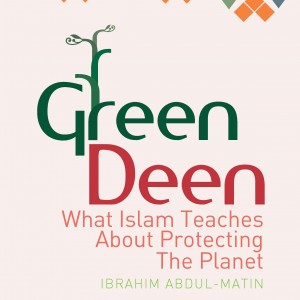 Green
Deen
What Islam Teaches
About Protecting
The Planet
IBRAHIM ABDUL-MATIN